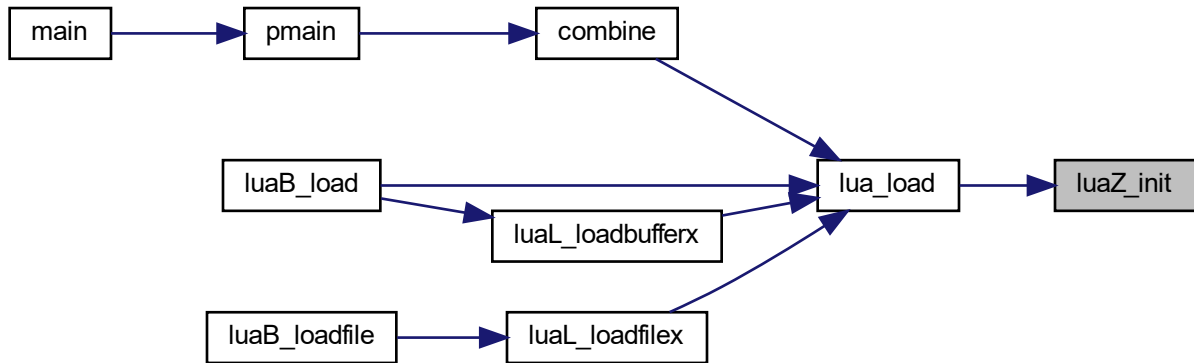 main
pmain
combine
luaB_load
lua_load
luaZ_init
luaL_loadbufferx
luaB_loadfile
luaL_loadfilex